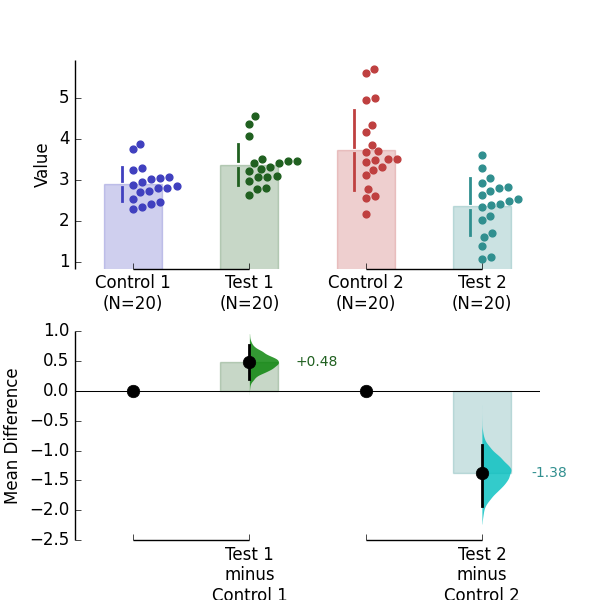 5
4
3
2
1
Value
Control 1 Test 1 Control 2 Test 2
(N=20) (N=20) (N=20) (N=20)
1.0
0.5
0.0
−0.5
−1.0
−1.5
−2.0
−2.5
Mean Difference
+0.48
-1.38
Test 1 Test 2
minus minus
Control 1 Control 2